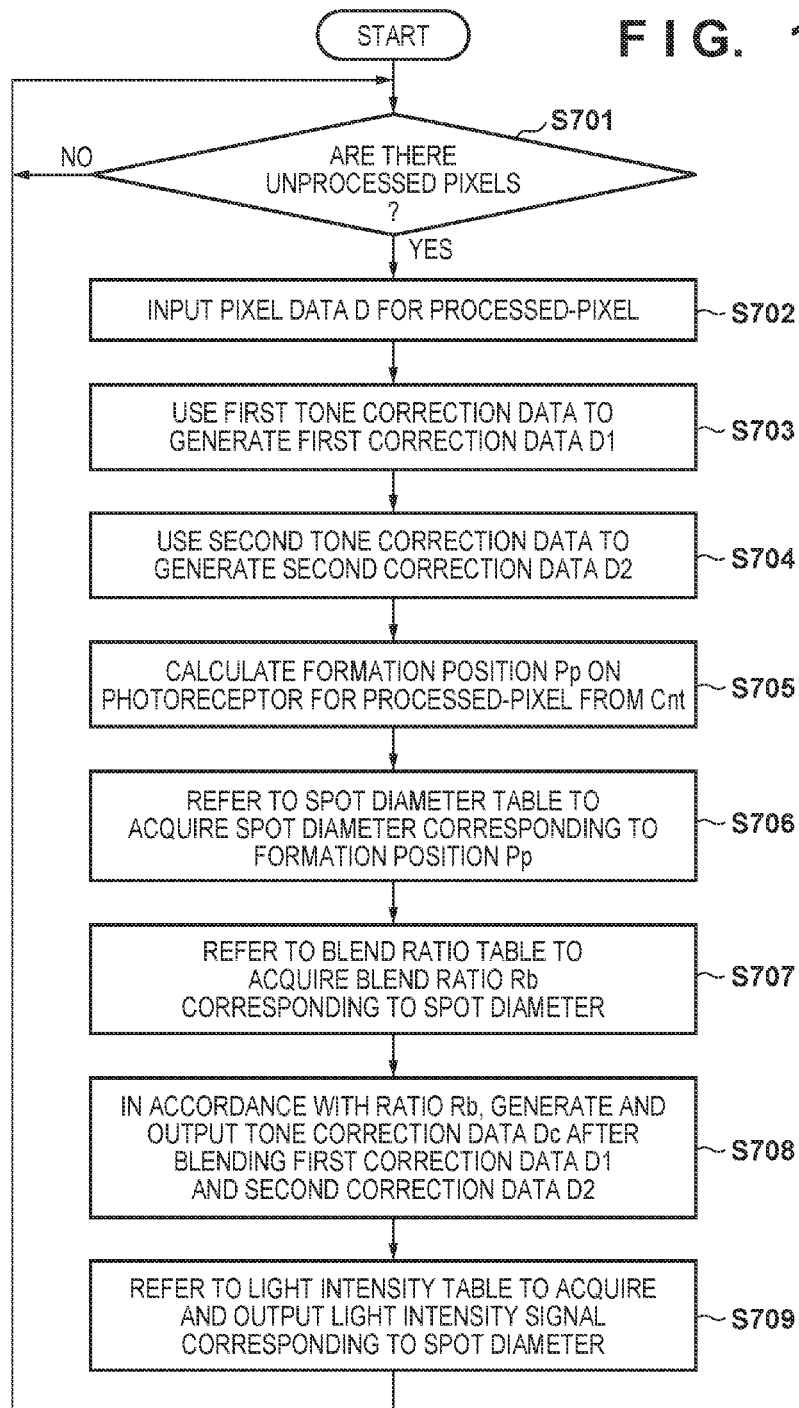 START
FIG. 1
S701
ARE THERE
UNPROCESSED PIXELS
?
NO
YES
INPUT PIXEL DATA D FOR PROCESSED-PIXEL
S702
USE FIRST TONE CORRECTION DATA TO
GENERATE FIRST CORRECTION DATA D1
S703
USE SECOND TONE CORRECTION DATA TO
GENERATE SECOND CORRECTION DATA D2
S704
CALCULATE FORMATION POSITION Pp ON
PHOTORECEPTOR FOR PROCESSED-PIXEL FROM Cnt
S705
REFER TO SPOT DIAMETER TABLE TO
ACQUIRE SPOT DIAMETER CORRESPONDING TO
FORMATION POSITION Pp
S706
REFER TO BLEND RATIO TABLE TO
ACQUIRE BLEND RATIO Rb
CORRESPONDING TO SPOT DIAMETER
S707
IN ACCORDANCE WITH RATIO Rb, GENERATE AND
OUTPUT TONE CORRECTION DATA Dc AFTER
BLENDING FIRST CORRECTION DATA D1
AND SECOND CORRECTION DATA D2
S708
REFER TO LIGHT INTENSITY TABLE TO ACQUIRE
AND OUTPUT LIGHT INTENSITY SIGNAL
CORRESPONDING TO SPOT DIAMETER
S709